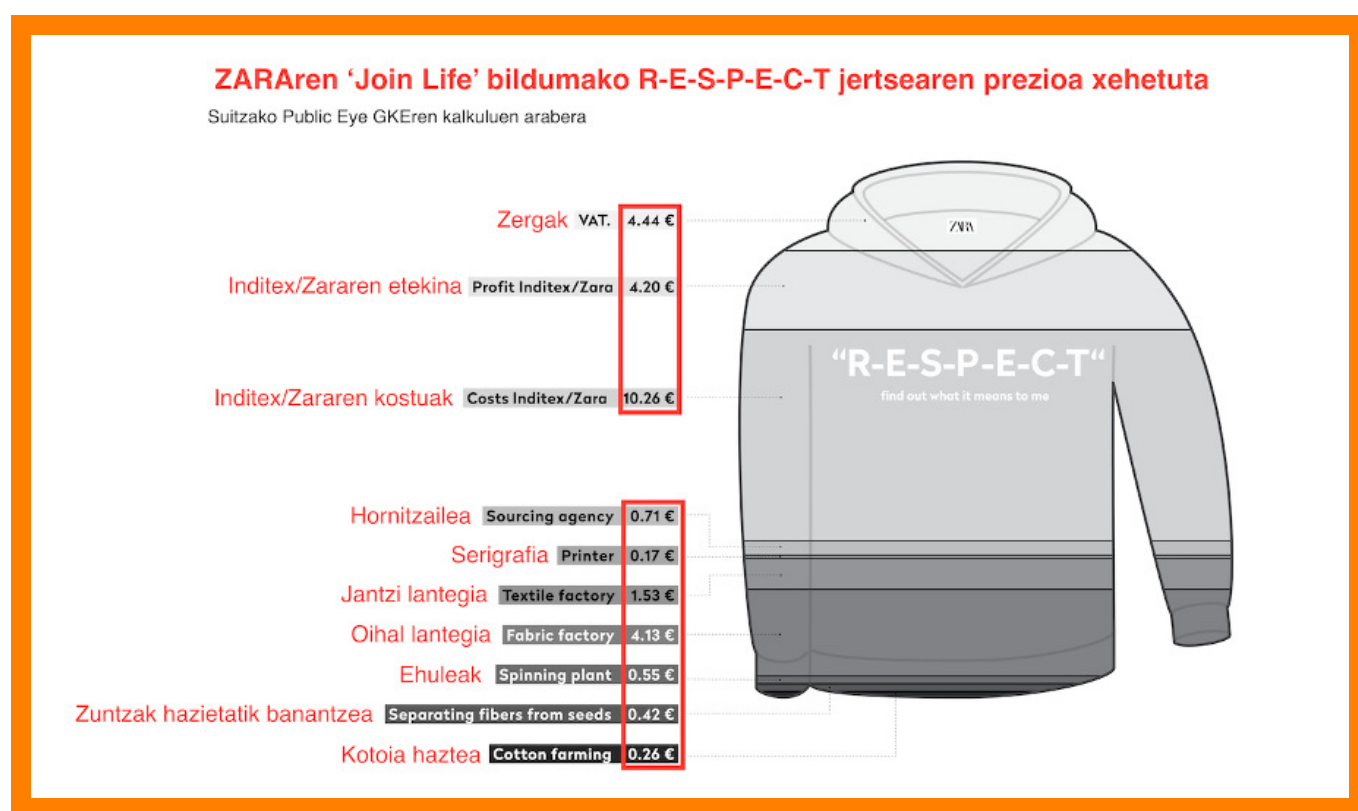 ZARAren ‘Join Life’ bildumako R-E-S-P-E-C-T jertsearen prezioa xehetuta
Suitzako Public Eye GKEren kalkuluen arabera
Zergak VAT. 4.44 €
ZARA
Inditex/Zararen etekina Profit Inditex/Zara 4.20 €
“R-E-S-P-E-C-T“
find out what it means to me
Inditex/Zararen kostuak Costs Inditex/Zara 10.26 €
Hornitzailea Sourcing agency 0.71 €
Serigrafia Printer 0.17 €
Jantzi lantegia Textile factory 1.53 €
Oihal lantegia Fabric factory 4.13 €
Ehuleak Spinning plant 0.55 €
Zuntzak hazietatik banantzea Separating fibers from seeds 0.42 €
Kotoia haztea Cotton farming 0.26 €